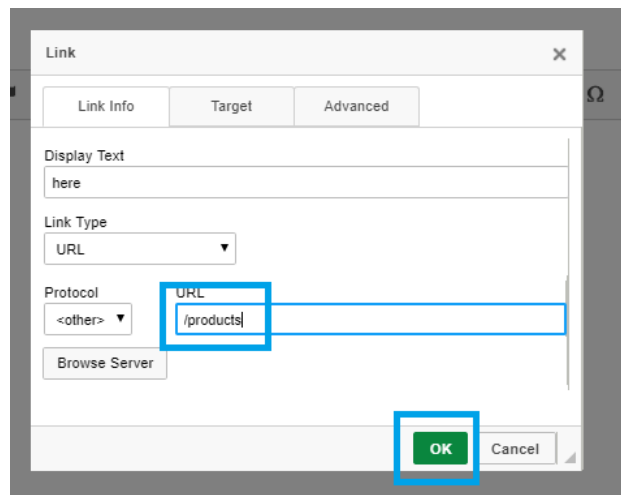 Link ×
Link Info Target Advanced
Ω
Display Text
here
Link Type
URL ▼
Protocol URL
<other> ▼ /products
Browse Server
OK Cancel